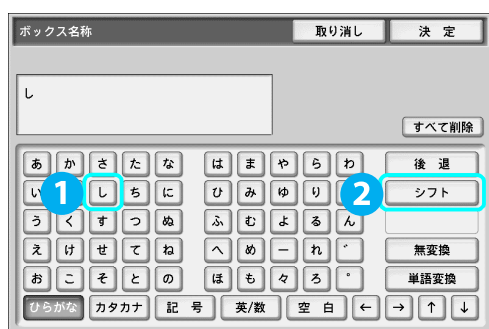 ボックス名称 取り消し 決 定
し
すべて削除
あ か さ た な は ま や ら わ 後 退
い 1 し ち に ひ み ゆ り 2 シフト
う く す つ ぬ ふ む よ る ん
え け せ て ね へ め ー れ ゛ 無変換
お こ そ と の ほ も 々 ろ ゜ 単語変換
ひらがな カタカナ 記 号 英/数 空 白 ← → ↑ ↓